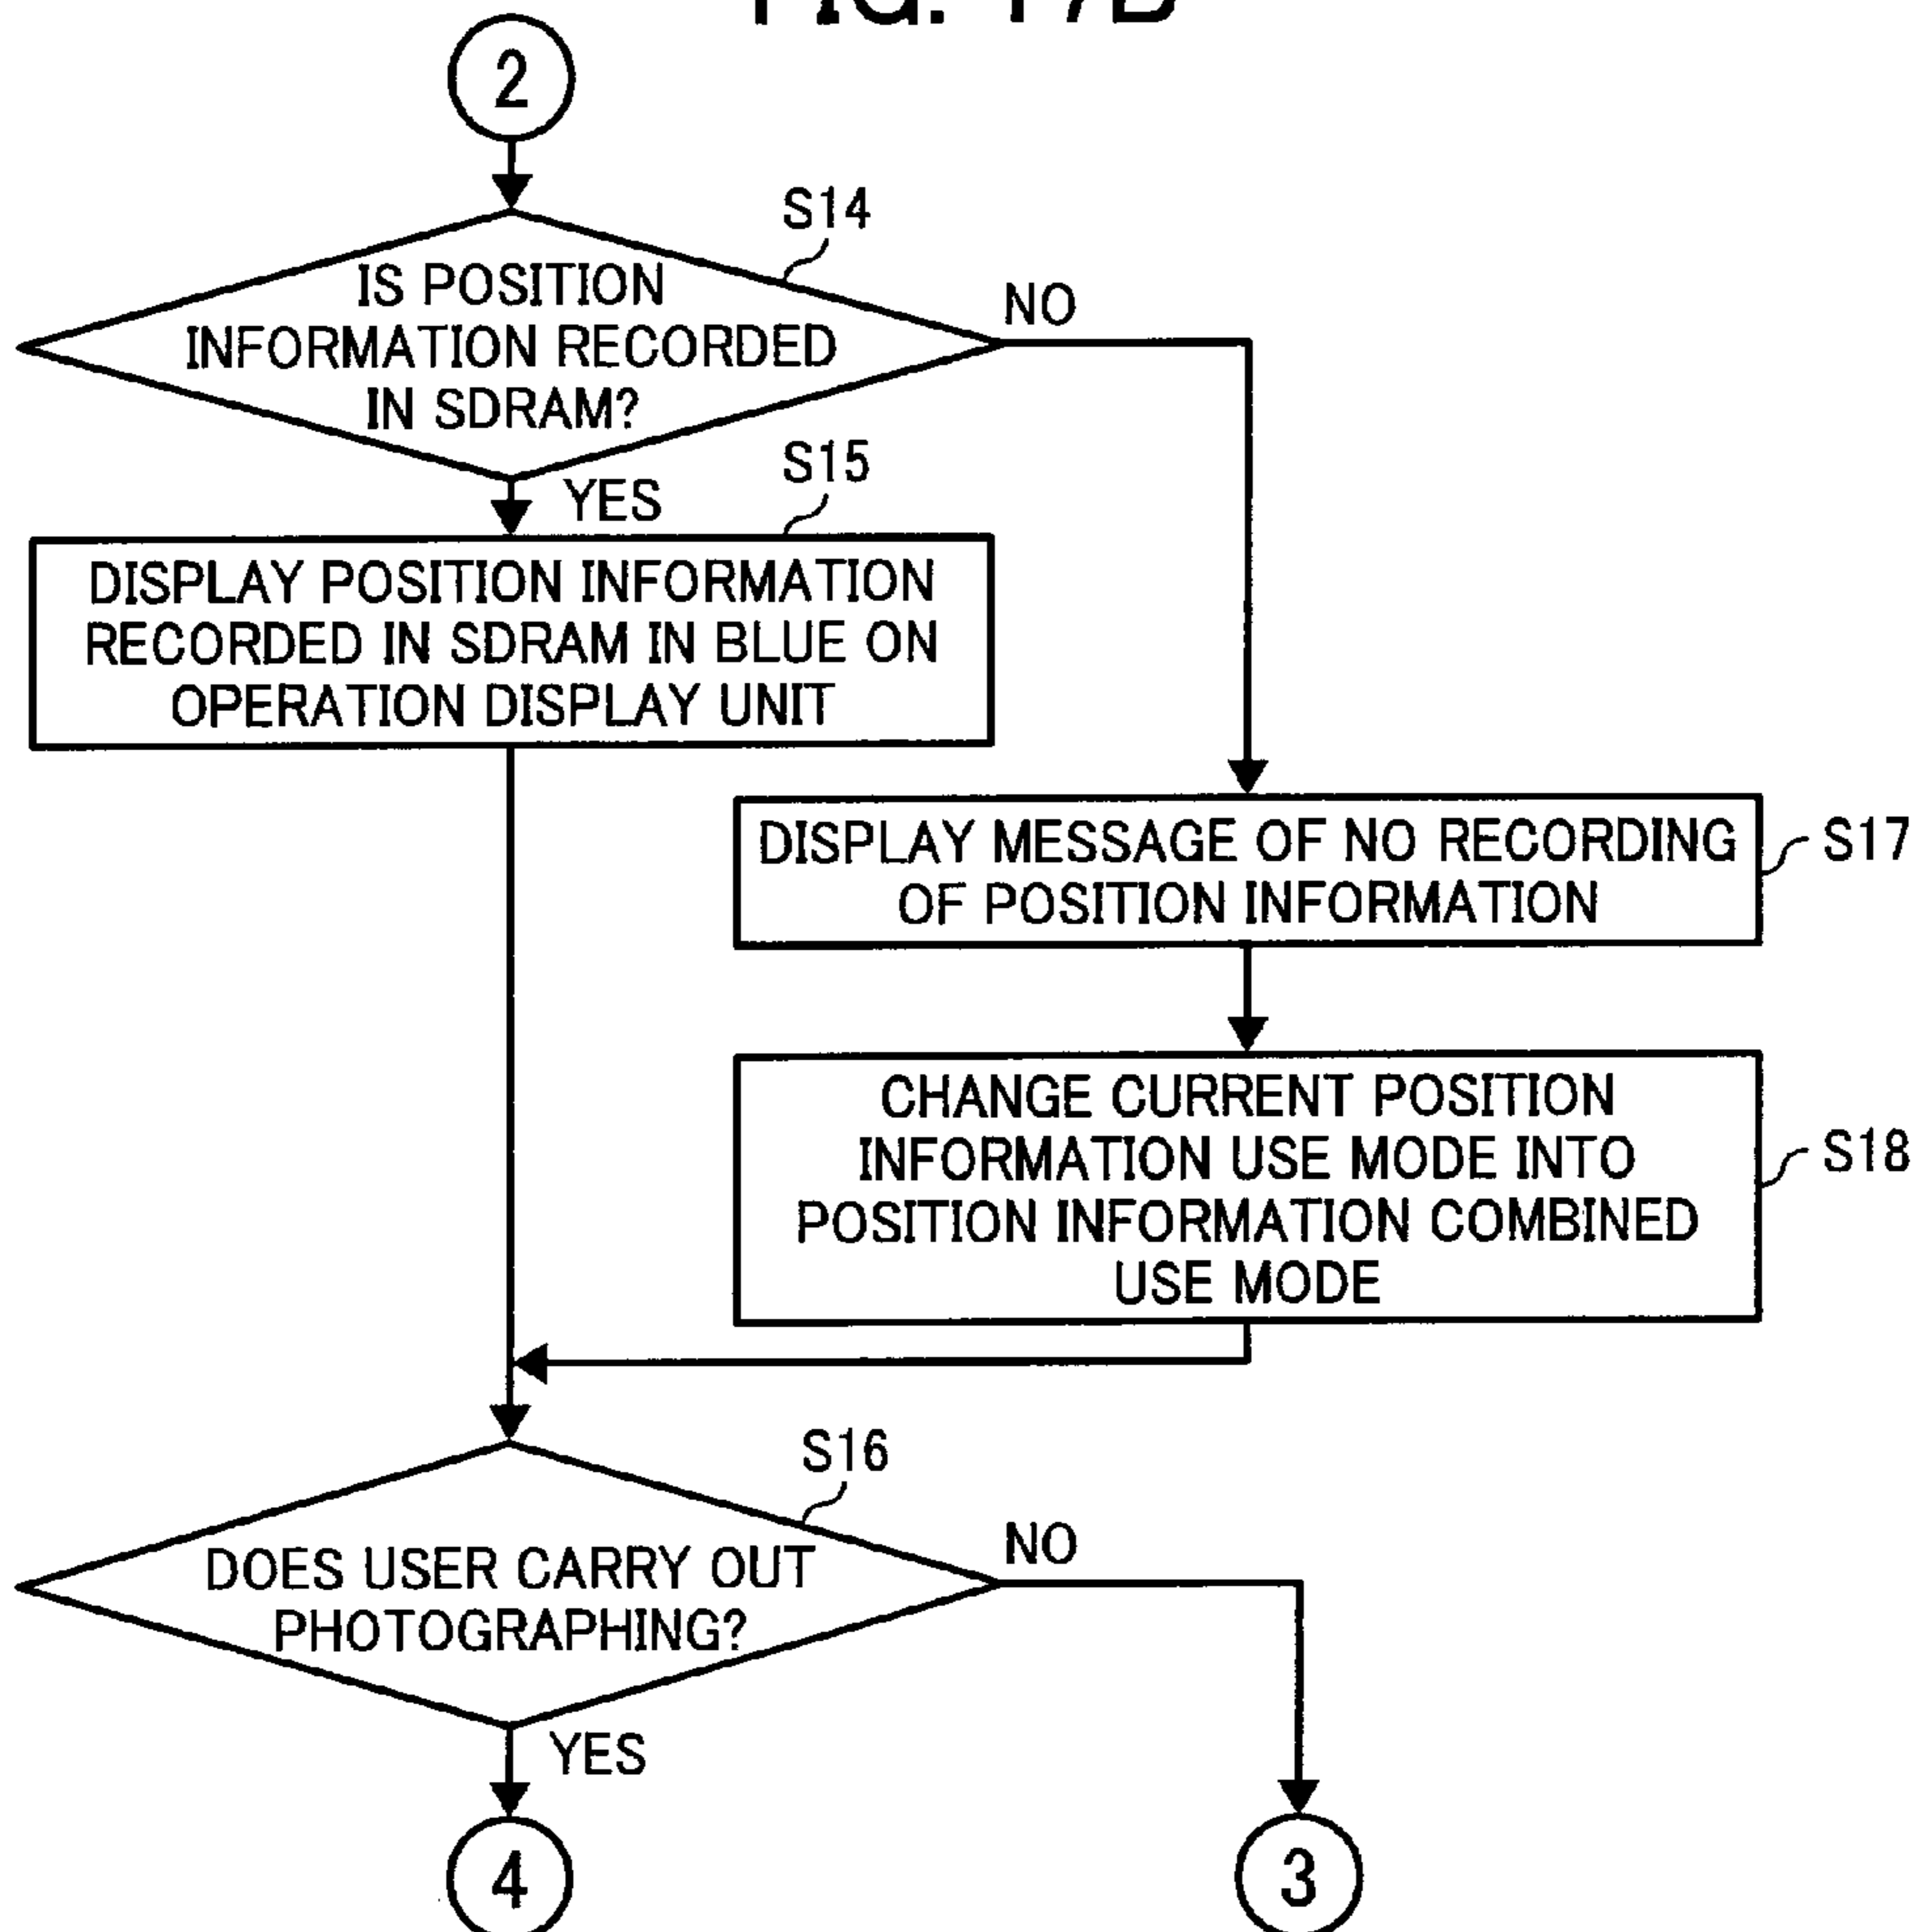 FIG.
2
S14
IS POSITION
INFORMATION RECORDED
IN SDRAM?
NO
YES
S15
DISPLAY POSITION INFORMATION
RECORDED IN SDRAM IN BLUE ON
OPERATION DISPLAY UNIT
DISPLAY MESSAGE OF NO RECORDING
OF POSITION INFORMATION
S17
CHANGE CURRENT POSITION
INFORMATION USE MODE INTO
POSITION INFORMATION COMBINED
USE MODE
S18
S16
DOES USER CARRY OUT
PHOTOGRAPHING?
NO
YES
4
3